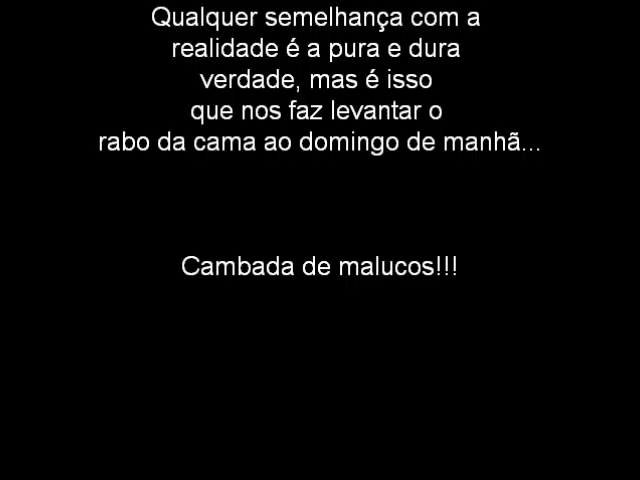 Qualquer semelhança com a
realidade é a pura e dura
verdade, mas é isso
que nos faz levantar o
rabo da cama ao domingo de manhã...
Cambada de malucos!!!